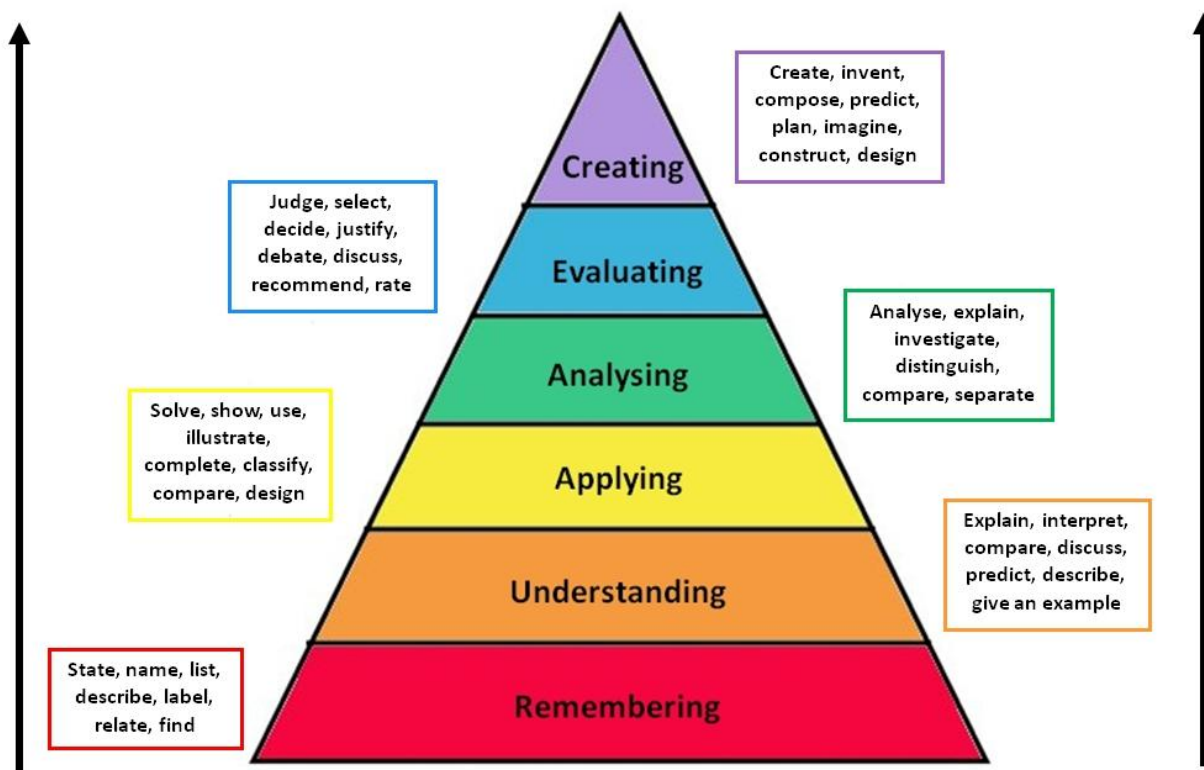 Create, invent,
compose, predict,
plan, imagine,
construct, design
Creating
Judge, select,
decide, justify,
debate, discuss,
recommend, rate
Evaluating
Analyse, explain,
investigate,
distinguish,
compare, separate
Analysing
Solve, show, use,
illustrate,
complete, classify,
compare, design
Applying
Explain, interpret,
compare, discuss,
predict, describe,
give an example
Understanding
State, name, list,
describe, label,
relate, find
Remembering